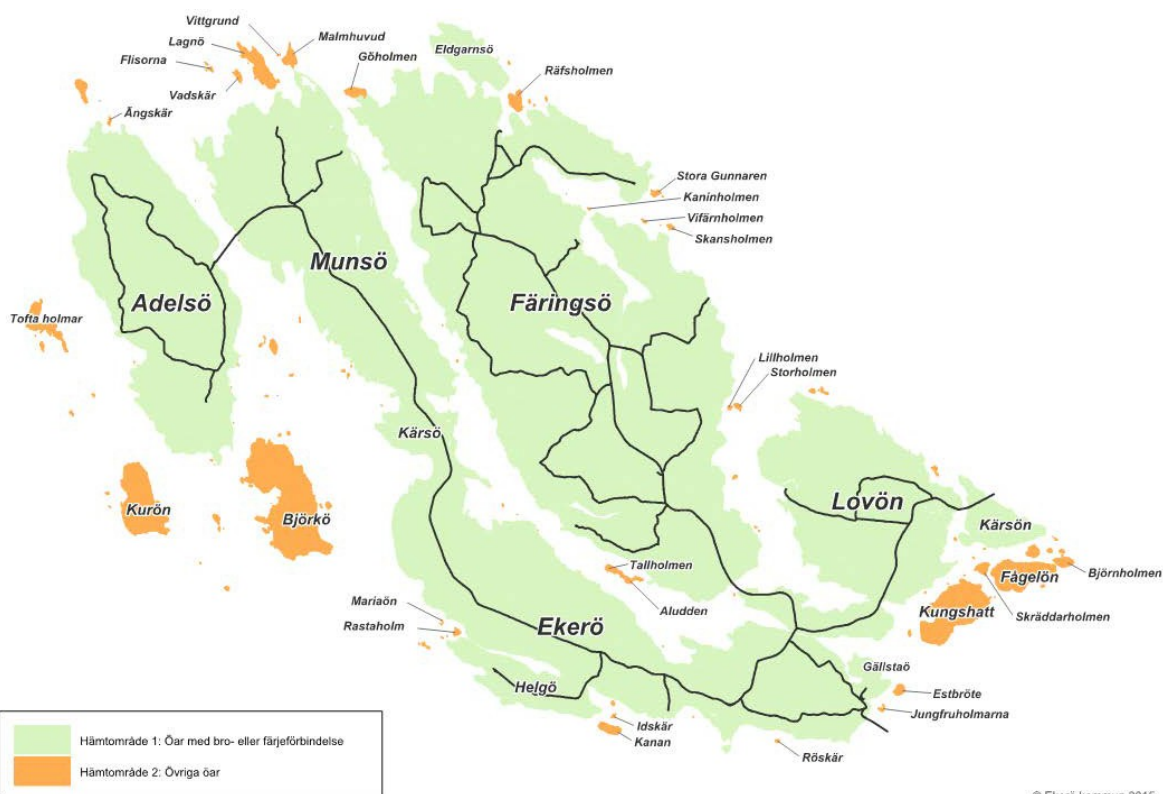 Vittgrund
Lagnö
Malmhuvud
Flisorna
Göholmen
Eldgarnsö
Räfsholmen
Vadskär
Ängskär
Stora Gunnaren
Kaninholmen
Vifärnholmen
Skansholmen
Munsö
Adelsö
Färingsö
Tofta holmar
Lillholmen
Storholmen
Kärsö
Lovön
Kurön
Björkö
Kärsön
Tallholmen
Fågelön
Björnholmen
Mariaön
Aludden
Kungshatt
Skräddarholmen
Rastaholm
Ekerö
Gällstaö
Helgö
Estbröte
Jungfruholmarna
Idskär
Kanan
Röskär
Hämtområde 1: Öar med bro- eller färjeförbindelse
Hämtområde 2: Övriga öar